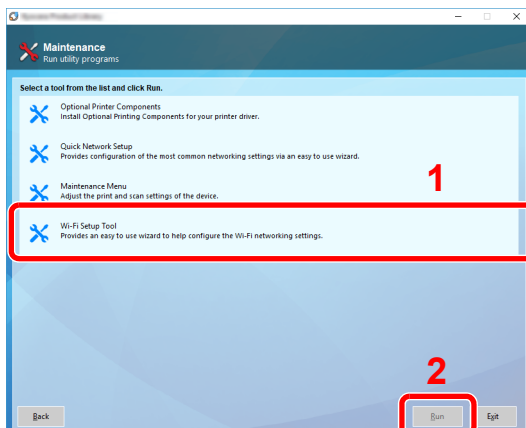 Maintenance
Run utility programs
Select a tool from the list and click Run.
Optional Printer Components
Install Optional Printing Components for your printer driver.
Quick Network Setup
Provides configuration of the most common networking settings via an easy to use wizard.
1
Maintenance Menu
Adjust the print and scan settings of the device.
Wi-Fi Setup Tool
Provides an easy to use wizard to help configure the Wi-Fi networking settings.
2
Back
Run
Exit